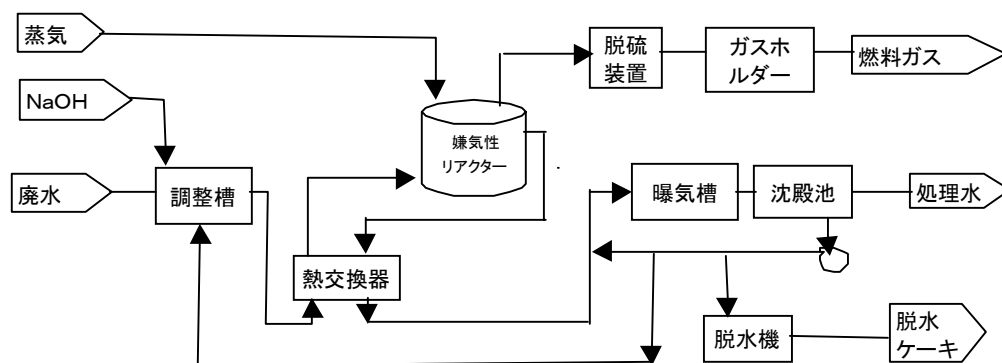 蒸気
脱硫
装置
ガスホ
ルダー
燃料ガス
NaOH
嫌気性
リアクター
廃水
調整槽
曝気槽
沈殿池
処理水
熱交換器
脱水機
脱水
ケーキ